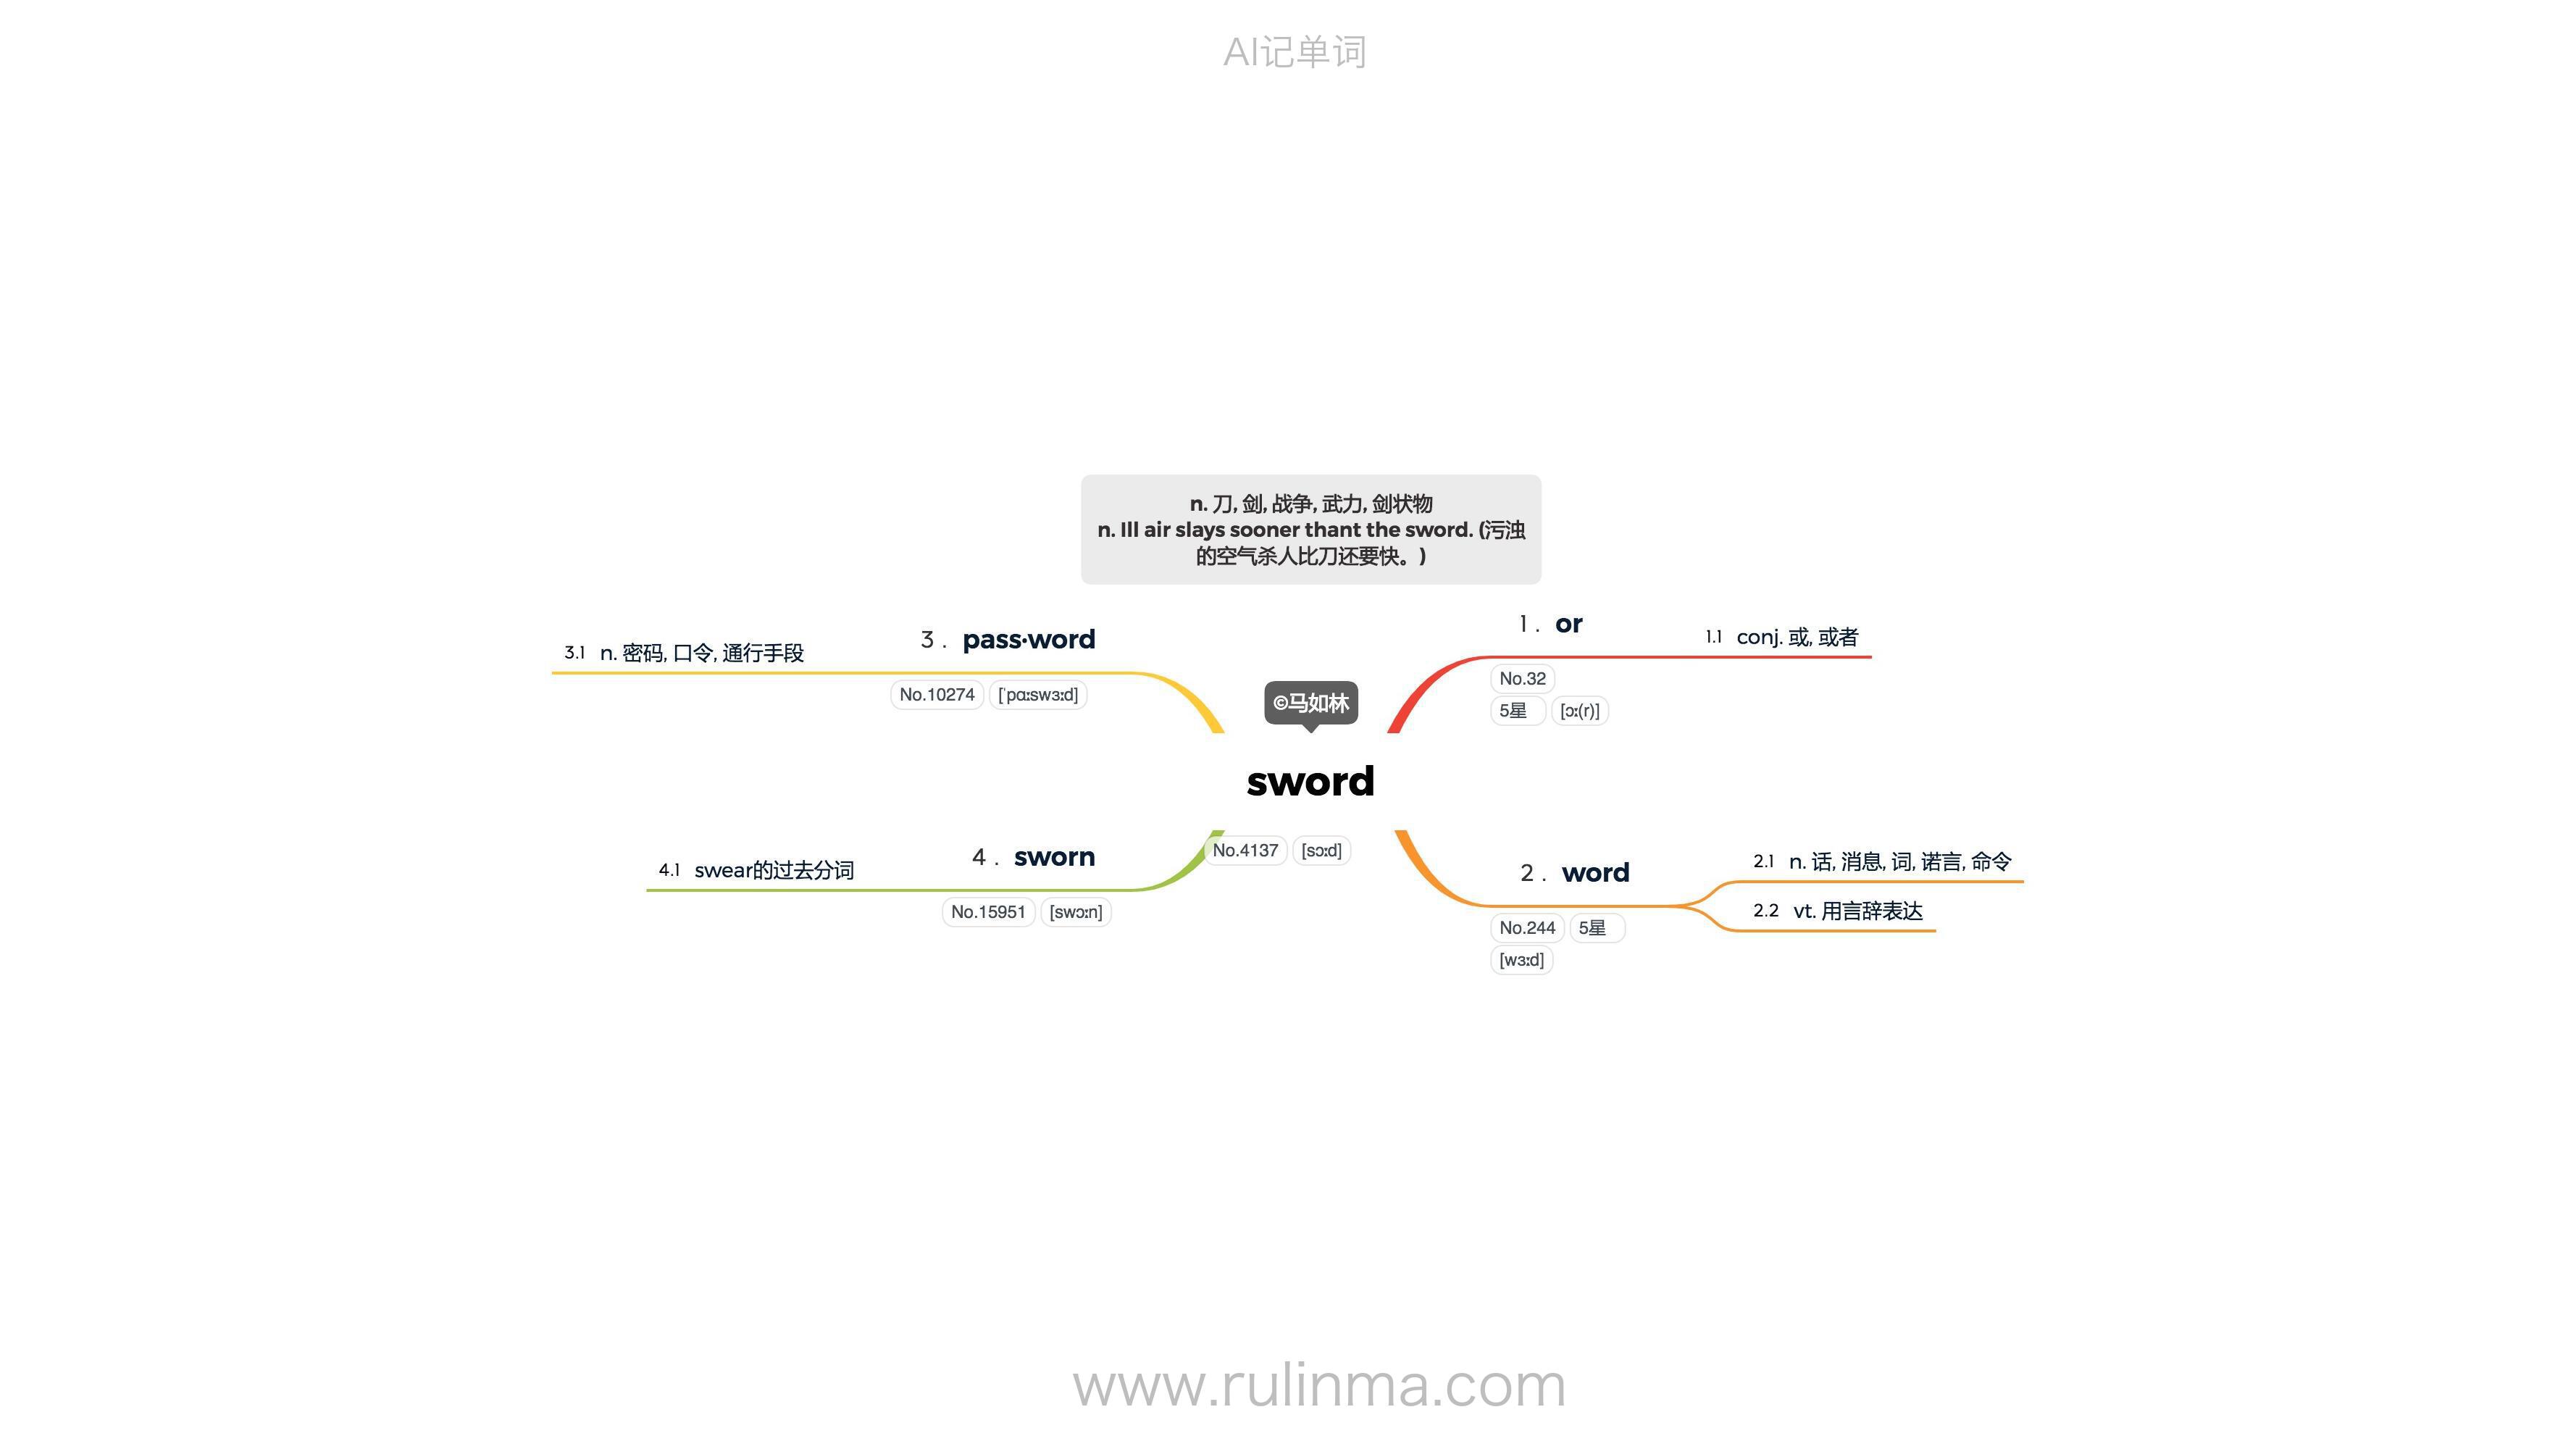 AI记单词
n. 刀, 剑, 战争, 武力, 剑状物
n. Ill air slays sooner thant the sword. (污浊
的空气杀人比刀还要快。)
©马如林
sword
No.4137 [sɔːd]
1 . or
No.32
5星 [ɔː(r)]
1.1 conj. 或, 或者
2 . word
No.244 5星
[wɜːd]
2.1 n. 话, 消息, 词, 诺言, 命令
2.2 vt. 用言辞表达
3 . pass·word
No.10274 [ˈpɑːswɜːd]
3.1 n. 密码, 口令, 通行手段
4 . sworn
No.15951 [swɔːn]
4.1 swear的过去分词
www.rulinma.com